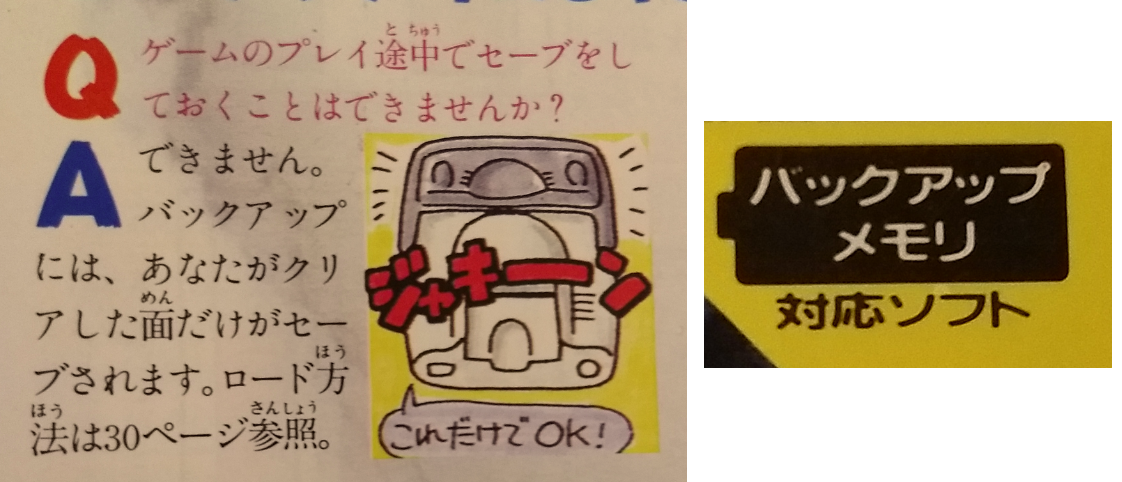 Q ゲームのプレイ途中でセーブをし
ておくことはできませんか？
A できません。
バックアップ
には、あなたがクリ
アした面だけがセー
ブされます。ロード方
法は30ページ参照。
ジャキーン
これだけでOK!
バックアップ
メモリ
対応ソフト